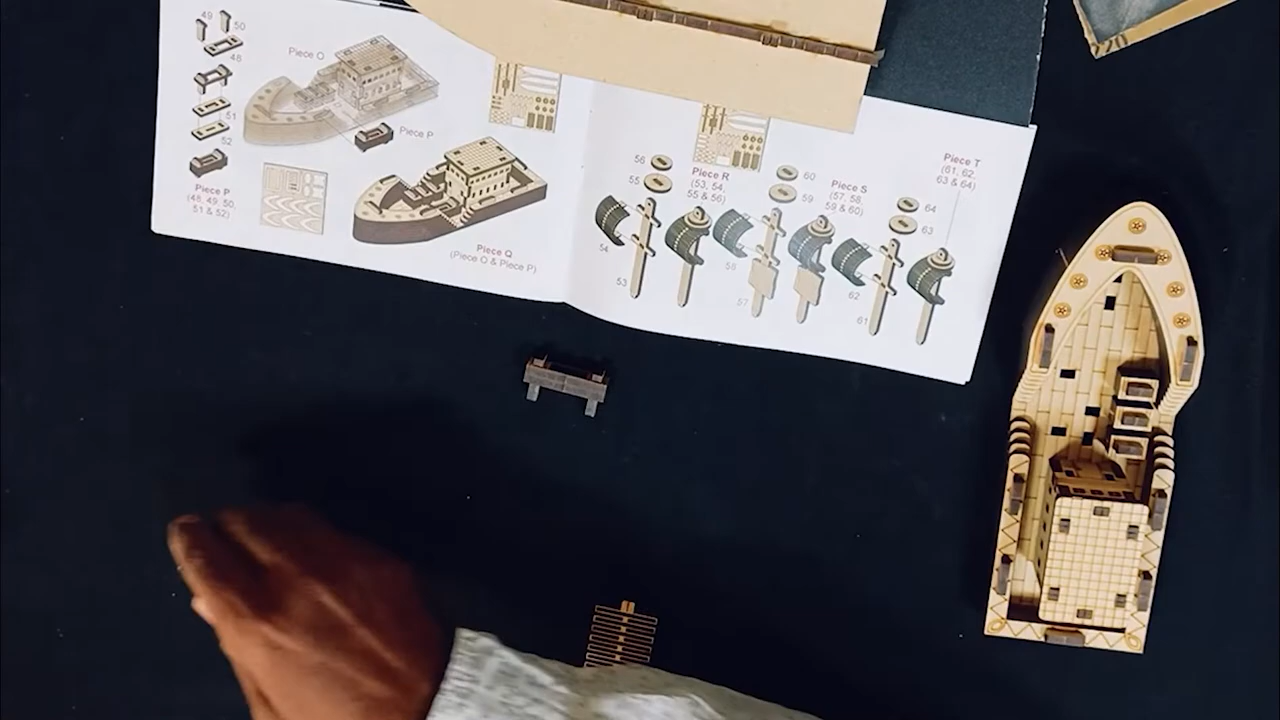 49
50
48
Piece O
51
52
Piece P
Piece P
(48, 49, 50,
51 & 52)
Piece Q
(Piece O & Piece P)
56
55
Piece R
(53, 54,
55 & 56)
54
53
60
59
Piece S
(57, 58,
59 & 60)
58
57
Piece T
(61, 62,
63 & 64)
64
63
62
61
220